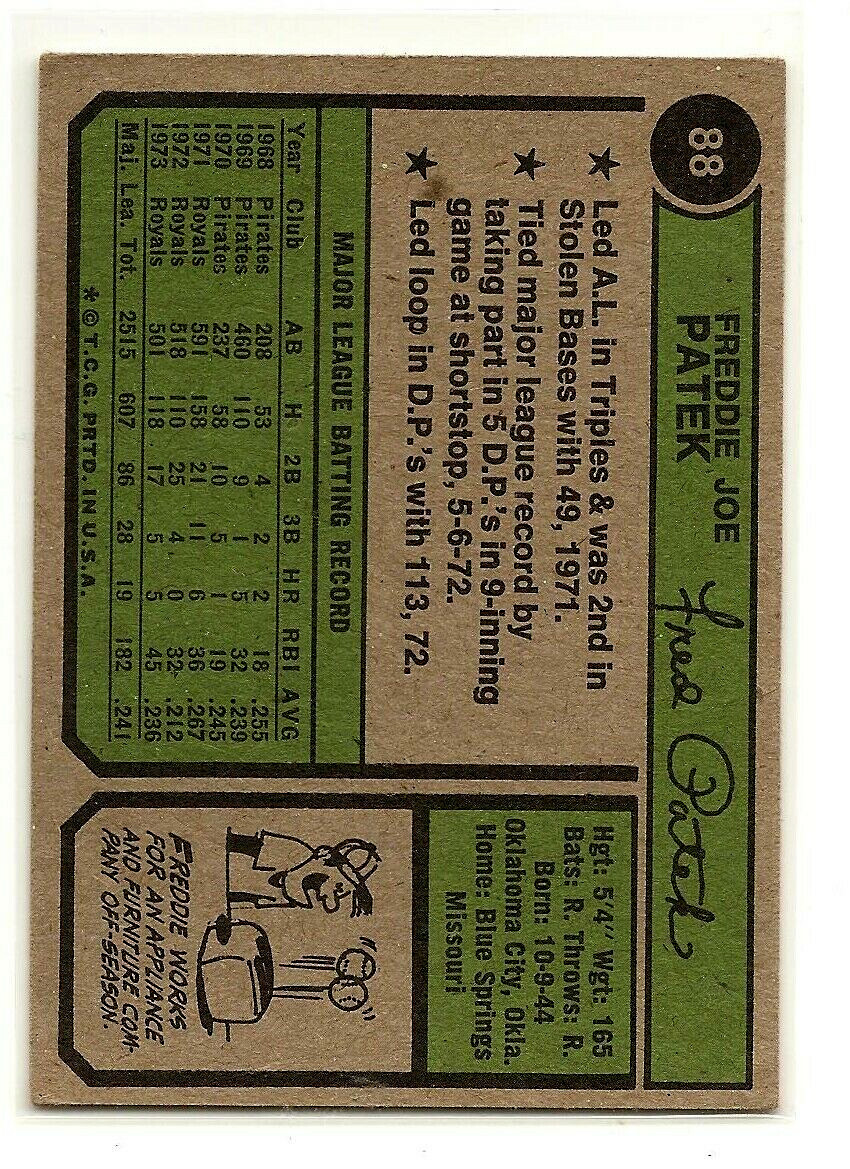 88
FREDDIE JOE
PATEK
Fred Patek
★ Led A.L. in Triples & was 2nd in
Stolen Bases with 49, 1971.
★ Tied major league record by
taking part in 5 D.P.'s in 9-inning
game at shortstop, 5-6-72.
★ Led loop in D.P.'s with 113, 72.
MAJOR LEAGUE BATTING RECORD
Year Club AB H 2B 3B HR RBI AVG
1968 Pirates 208 53 4 2 2 18 .255
1969 Pirates 460 110 9 1 5 32 .239
1970 Pirates 237 58 10 5 1 19 .245
1971 Royals 591 158 21 11 6 36 .267
1972 Royals 518 110 25 4 0 32 .212
1973 Royals 501 118 17 5 5 45 .236
Maj. Lea. Tot. 2515 607 86 28 19 182 .241
*© T.C.G. PRTD. IN U.S.A.
Hgt: 5'4" Wgt: 165
Bats: R. Throws: R.
Born: 10-9-44
Oklahoma City, Okla.
Home: Blue Springs
Missouri
FREDDIE WORKS
FOR AN APPLIANCE
AND FURNITURE COM-
PANY OFF-SEASON.